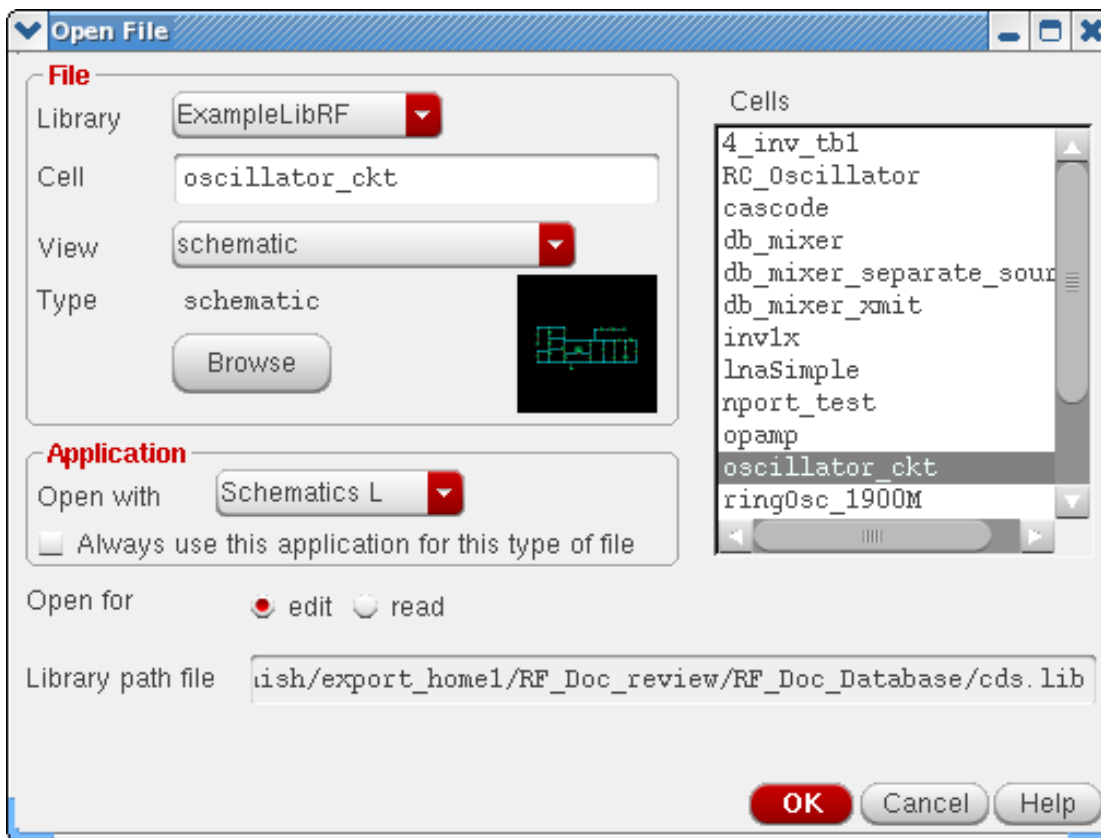 Open File
File
Library ExampleLibRF
Cell oscillator_ckt
View schematic
Type schematic
Browse
Application
Open with Schematics L
Always use this application for this type of file
Open for edit read
Library path file ish/export_home1/RF_Doc_review/RF_Doc_Database/cds.lib
Cells
4_inv_tb1
RC_Oscillator
cascode
db_mixer
db_mixer_separate_sour
db_mixer_xmit
inv1x
lnaSimple
nport_test
opamp
oscillator_ckt
ringOsc_1900M
OK Cancel Help